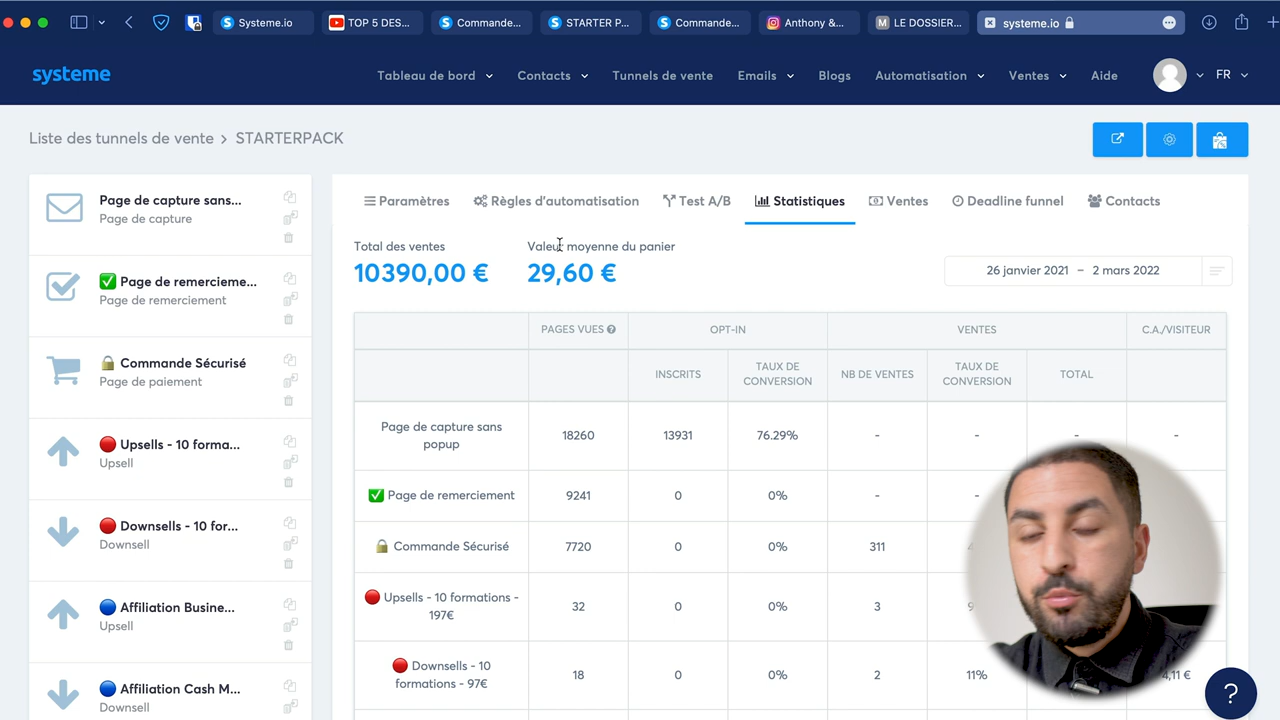 Systeme.io
TOP 5 DES...
Commande...
STARTER P...
Commande...
Anthony &...
M LE DOSSIER...
systeme.io
systeme
Tableau de bord
Contacts
Tunnels de vente
Emails
Blogs
Automatisation
Ventes
Aide
FR
Liste des tunnels de vente > STARTERPACK
Page de capture sans...
Page de capture
Page de remercieme...
Page de remerciement
Commande Sécurisé
Page de paiement
Upsells - 10 forma...
Upsell
Downsells - 10 for...
Downsell
Affiliation Busine...
Upsell
Affiliation Cash M...
Downsell
Paramètres
Règles d'automatisation
Test A/B
Statistiques
Ventes
Deadline funnel
Contacts
Total des ventes
10390,00 €
Valeur moyenne du panier
29,60 €
26 janvier 2021 – 2 mars 2022
PAGES VUES
OPT-IN
VENTES
C.A./VISITEUR
INSCRITS
TAUX DE
CONVERSION
NB DE VENTES
TAUX DE
CONVERSION
TOTAL
Page de capture sans
popup
18260
13931
76.29%
-
-
-
-
Page de remerciement
9241
0
0%
-
-
Commande Sécurisé
7720
0
0%
311
Upsells - 10 formations -
197€
32
0
0%
3
Downsells - 10
formations - 97€
18
0
0%
2
11%
4,11 €
?